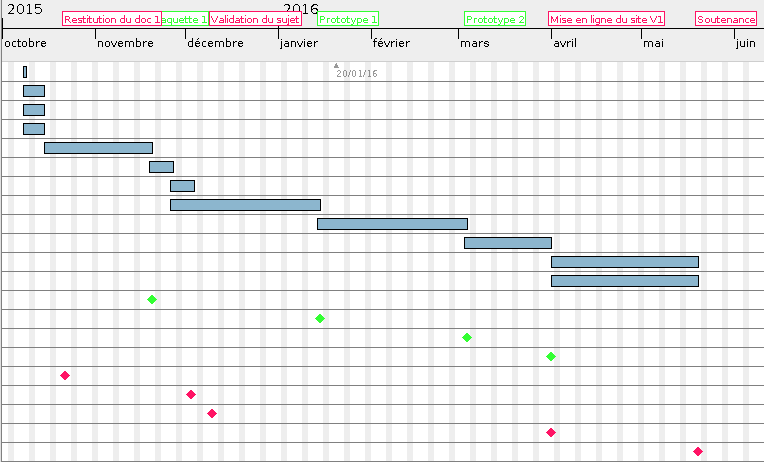 2015
2016
Restitution du doc 1
aquette 1
Validation du sujet
Prototype 1
Prototype 2
Mise en ligne du site V1
Soutenance
octobre
novembre
décembre
janvier
février
mars
avril
mai
juin
20/01/16